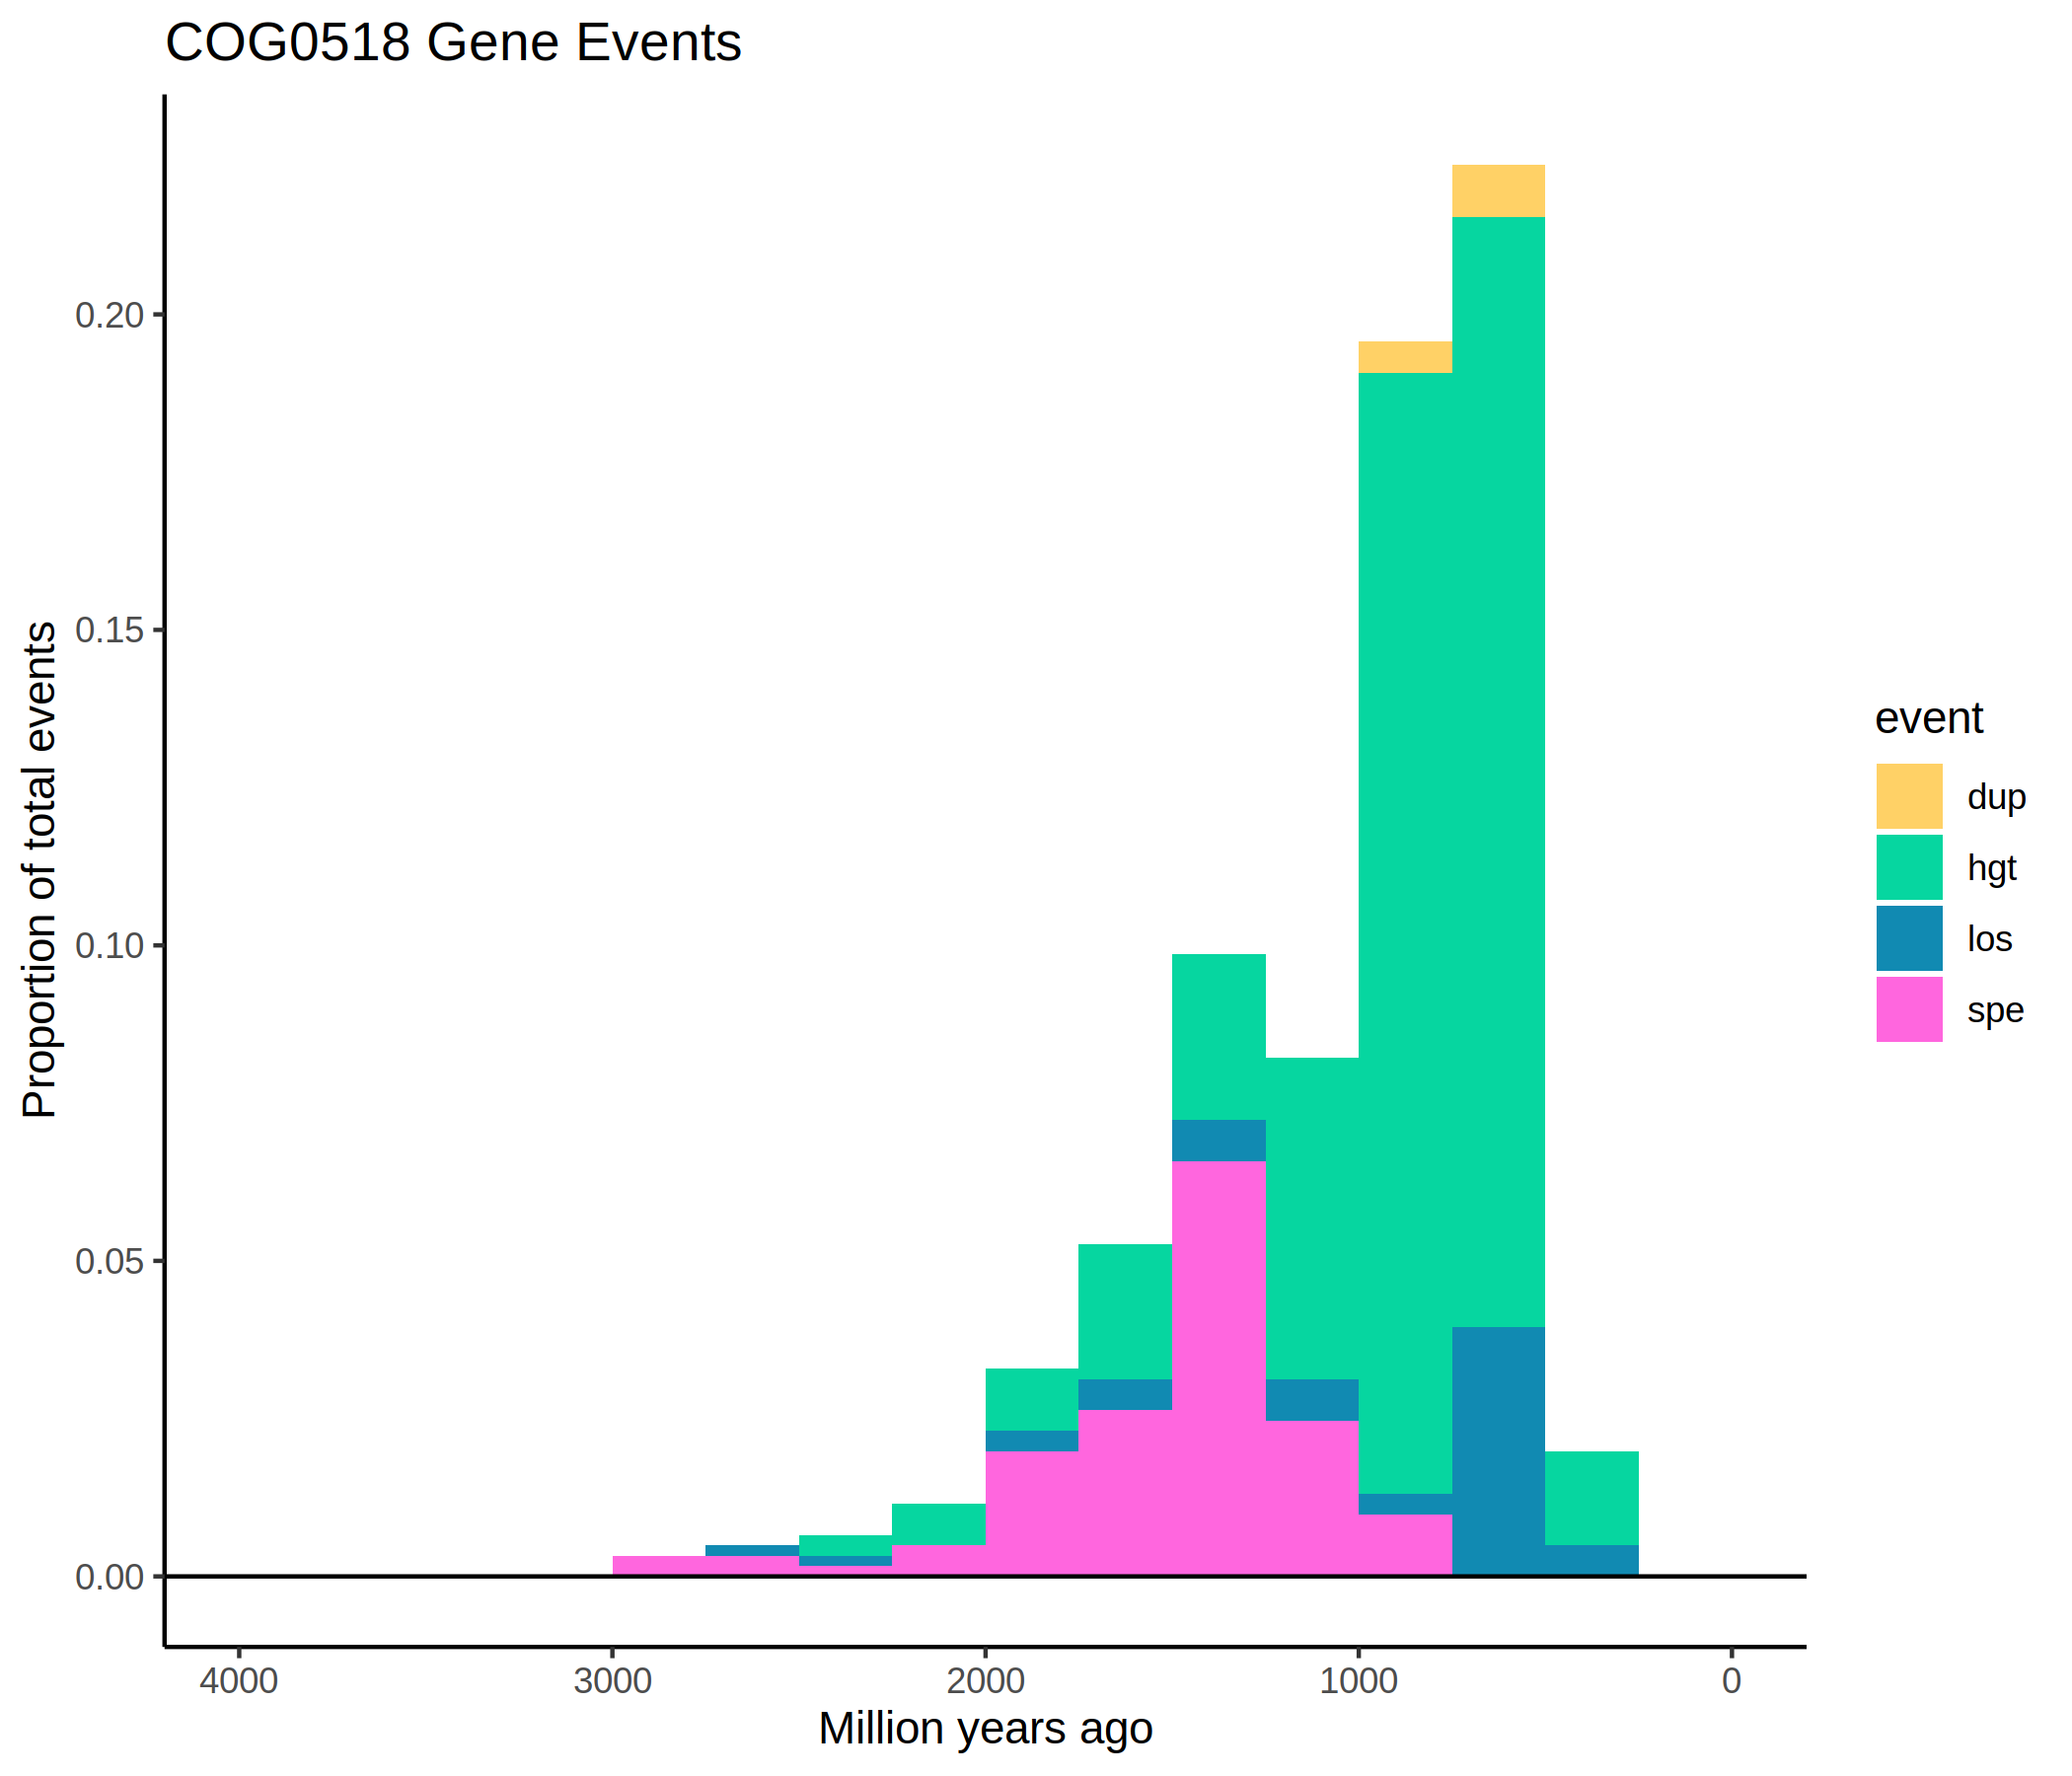 COG0518 Gene Events
Proportion of total events
0.20
0.15
0.10
0.05
0.00
4000
3000
2000
1000
0
Million years ago
event
dup
hgt
los
spe